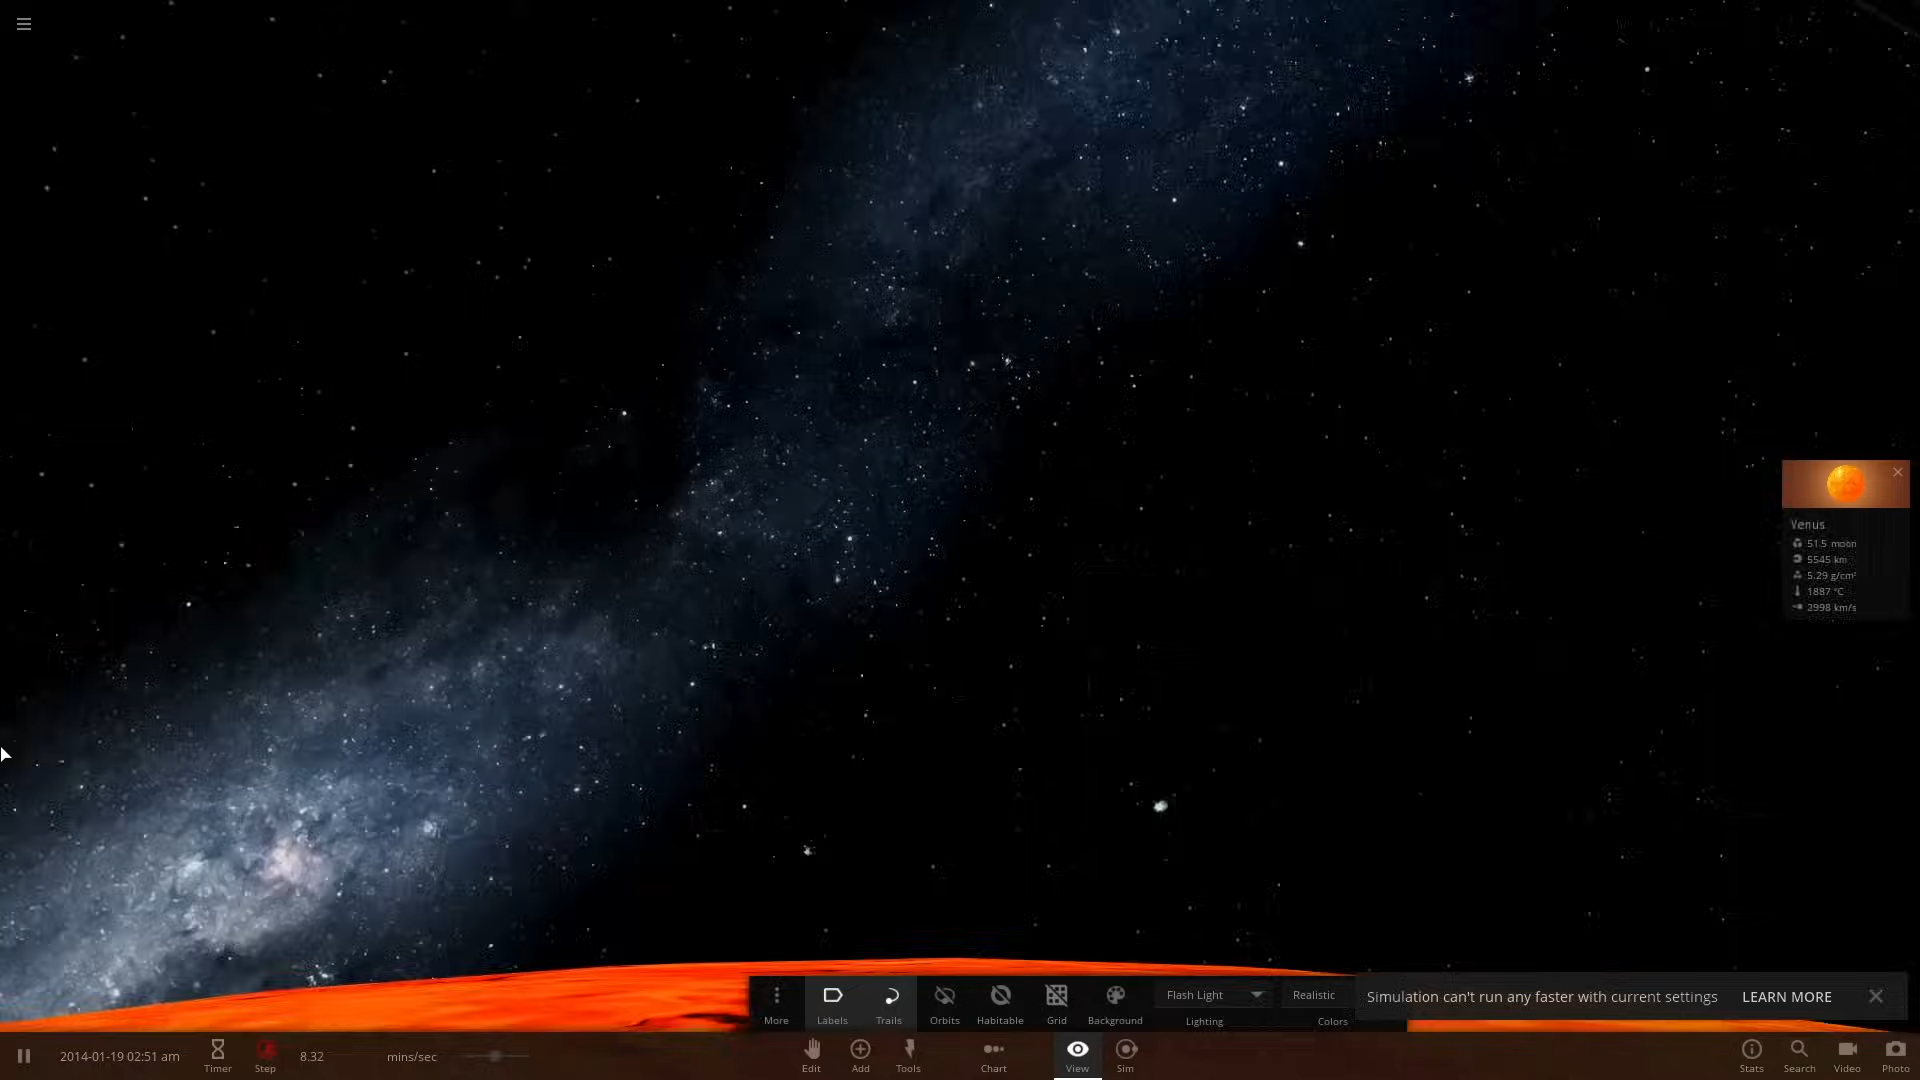 Venus
51.5 moon
5545 km
5.29 g/cm³
1887 °C
2998 km/s
Flash Light
Realistic
Simulation can't run any faster with current settings
LEARN MORE
More
Labels
Trails
Orbits
Habitable
Grid
Background
Lighting
Colors
2014-01-19 02:51 am
Timer
Step
8.32
mins/sec
Edit
Add
Tools
Chart
View
Sim
Stats
Search
Video
Photo